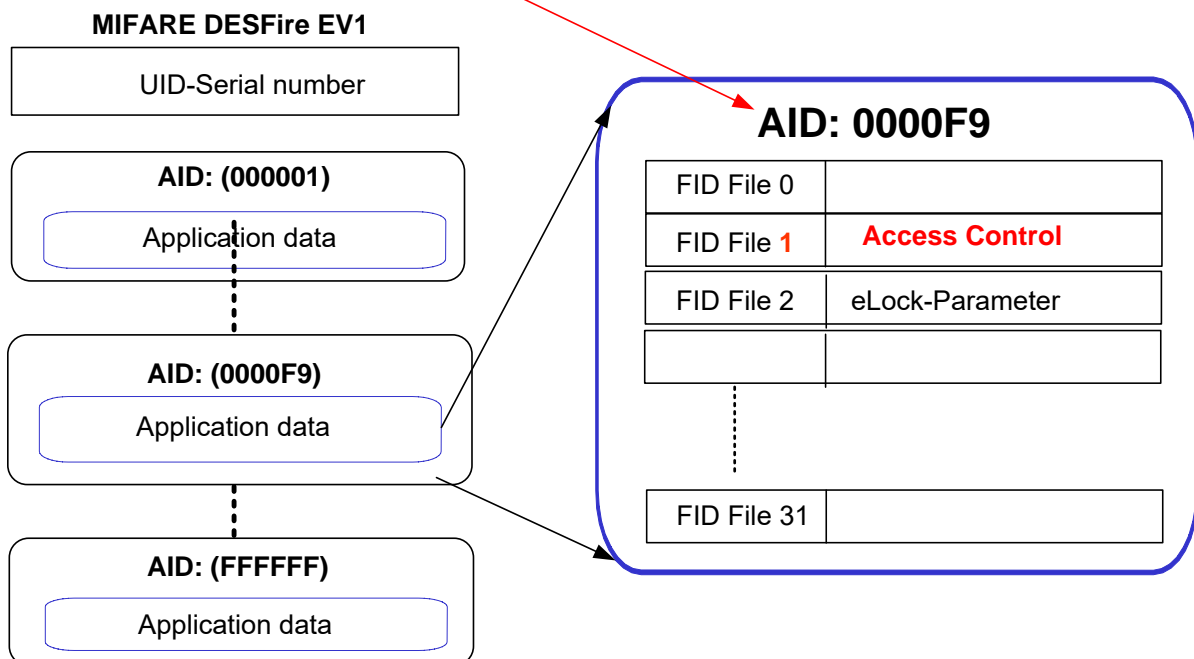 MIFARE DESFire EV1
UID-Serial number
AID: (000001)
Application data
AID: (0000F9)
Application data
AID: (FFFFFF)
Application data
AID: 0000F9
FID File 0
FID File 1 Access Control
FID File 2 eLock-Parameter
FID File 31